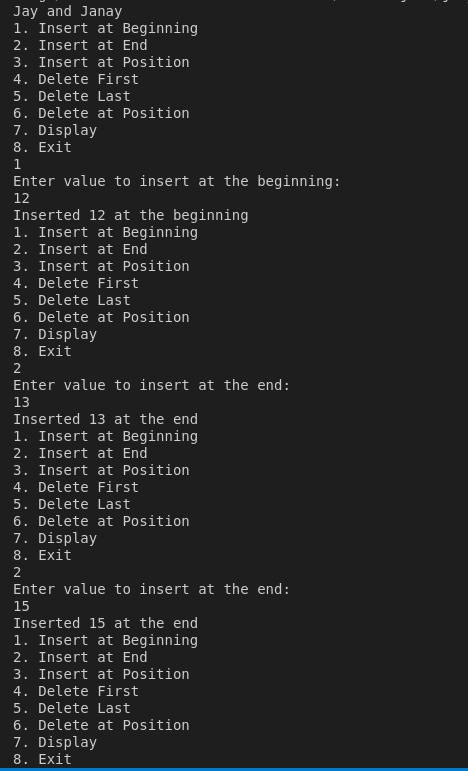 Jay and Janay
1. Insert at Beginning
2. Insert at End
3. Insert at Position
4. Delete First
5. Delete Last
6. Delete at Position
7. Display
8. Exit
1
Enter value to insert at the beginning:
12
Inserted 12 at the beginning
1. Insert at Beginning
2. Insert at End
3. Insert at Position
4. Delete First
5. Delete Last
6. Delete at Position
7. Display
8. Exit
2
Enter value to insert at the end:
13
Inserted 13 at the end
1. Insert at Beginning
2. Insert at End
3. Insert at Position
4. Delete First
5. Delete Last
6. Delete at Position
7. Display
8. Exit
2
Enter value to insert at the end:
15
Inserted 15 at the end
1. Insert at Beginning
2. Insert at End
3. Insert at Position
4. Delete First
5. Delete Last
6. Delete at Position
7. Display
8. Exit